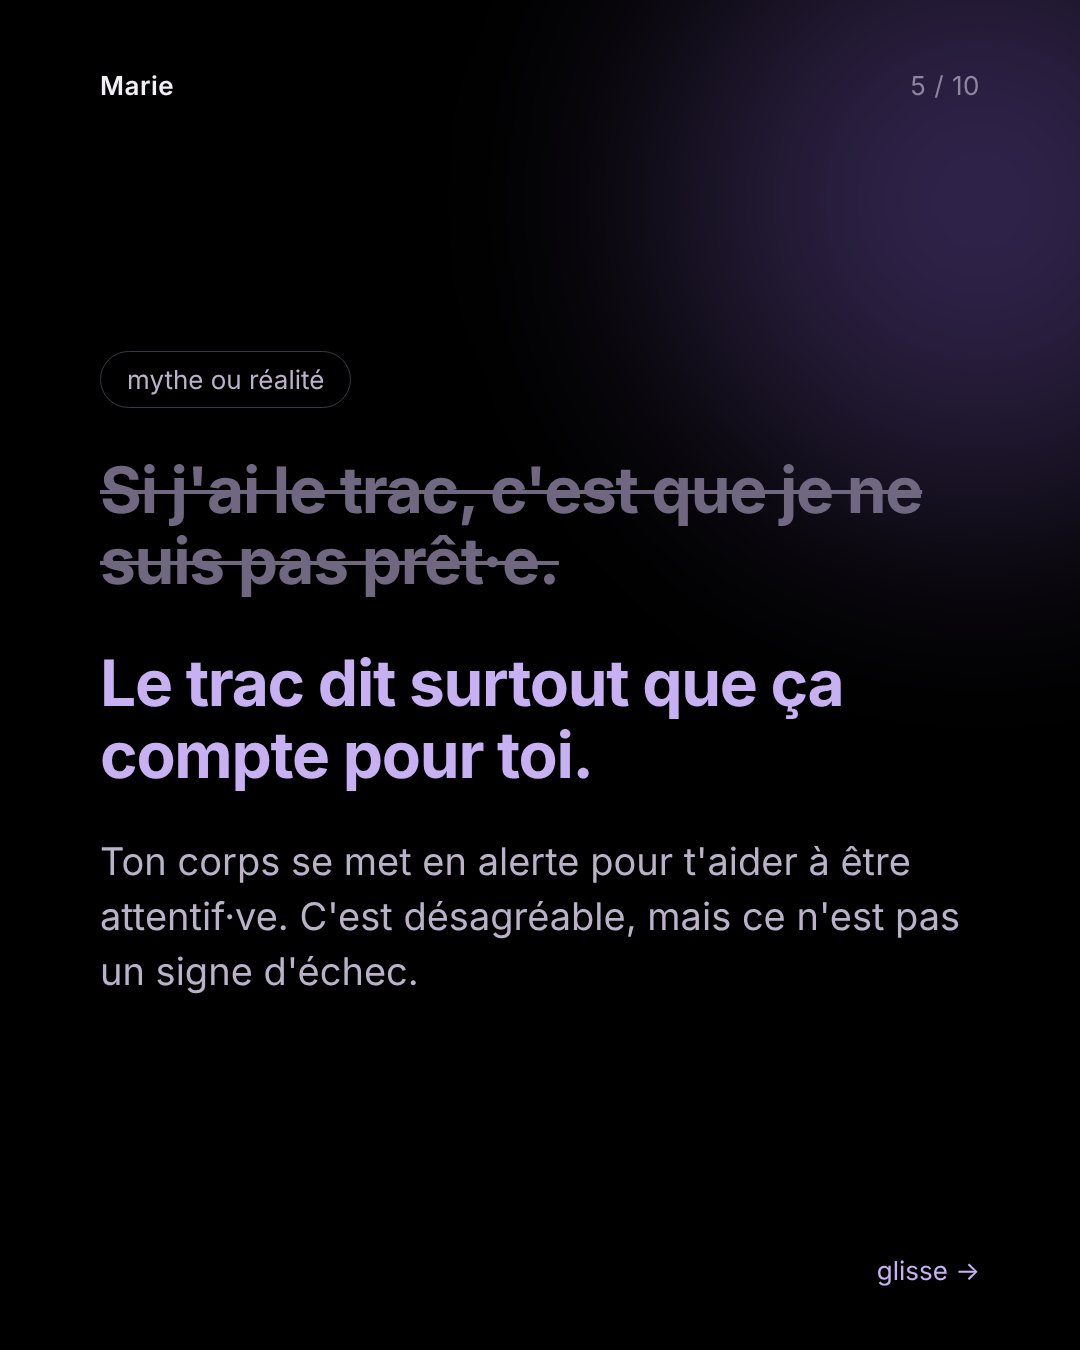 Marie
5 / 10
mythe ou réalité
Si j'ai le trac, c'est que je ne
suis pas prêt·e.
Le trac dit surtout que ça
compte pour toi.
Ton corps se met en alerte pour t'aider à être
attentif·ve. C'est désagréable, mais ce n'est pas
un signe d'échec.
glisse →